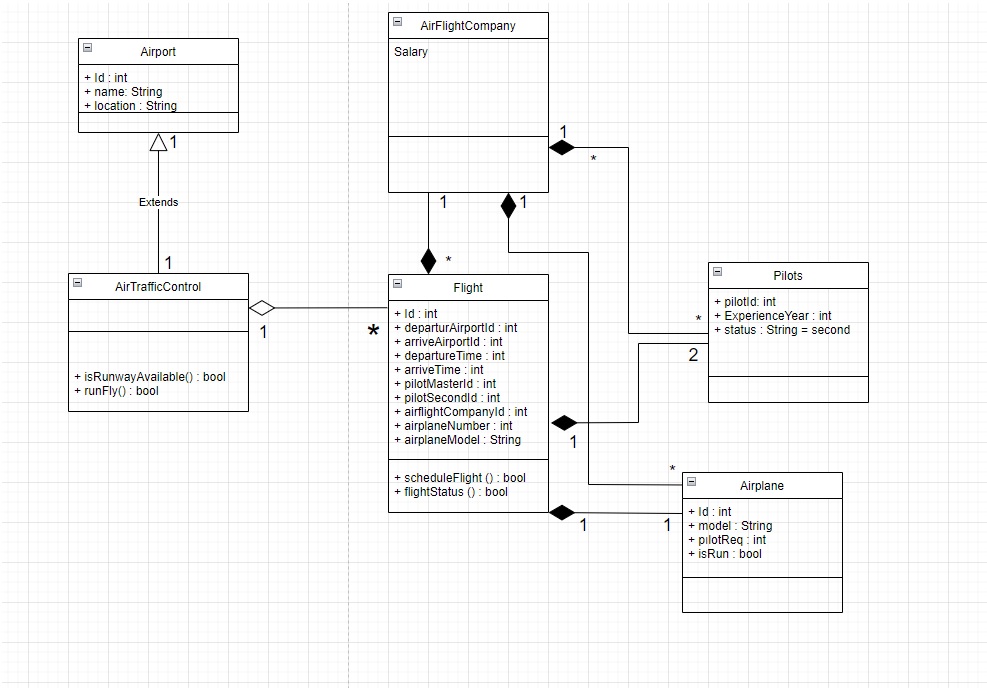 Airport
+ Id : int
+ name: String
+ location : String
1
Extends
1
AirTrafficControl
+ isRunwayAvailable() : bool
+ runFly() : bool
1
*
AirFlightCompany
Salary
1
*
1
1
*
Flight
+ Id : int
+ departurAirportId : int
+ arriveAirportId : int
+ departureTime : int
+ arriveTime : int
+ pilotMasterId : int
+ pilotSecondId : int
+ airflightCompanyId : int
+ airplaneNumber : int
+ airplaneModel : String
+ scheduleFlight () : bool
+ flightStatus () : bool
Pilots
+ pilotId: int
+ ExperienceYear : int
+ status : String = second
*
2
1
*
1
1
Airplane
+ Id : int
+ model : String
+ pilotReq : int
+ isRun : bool